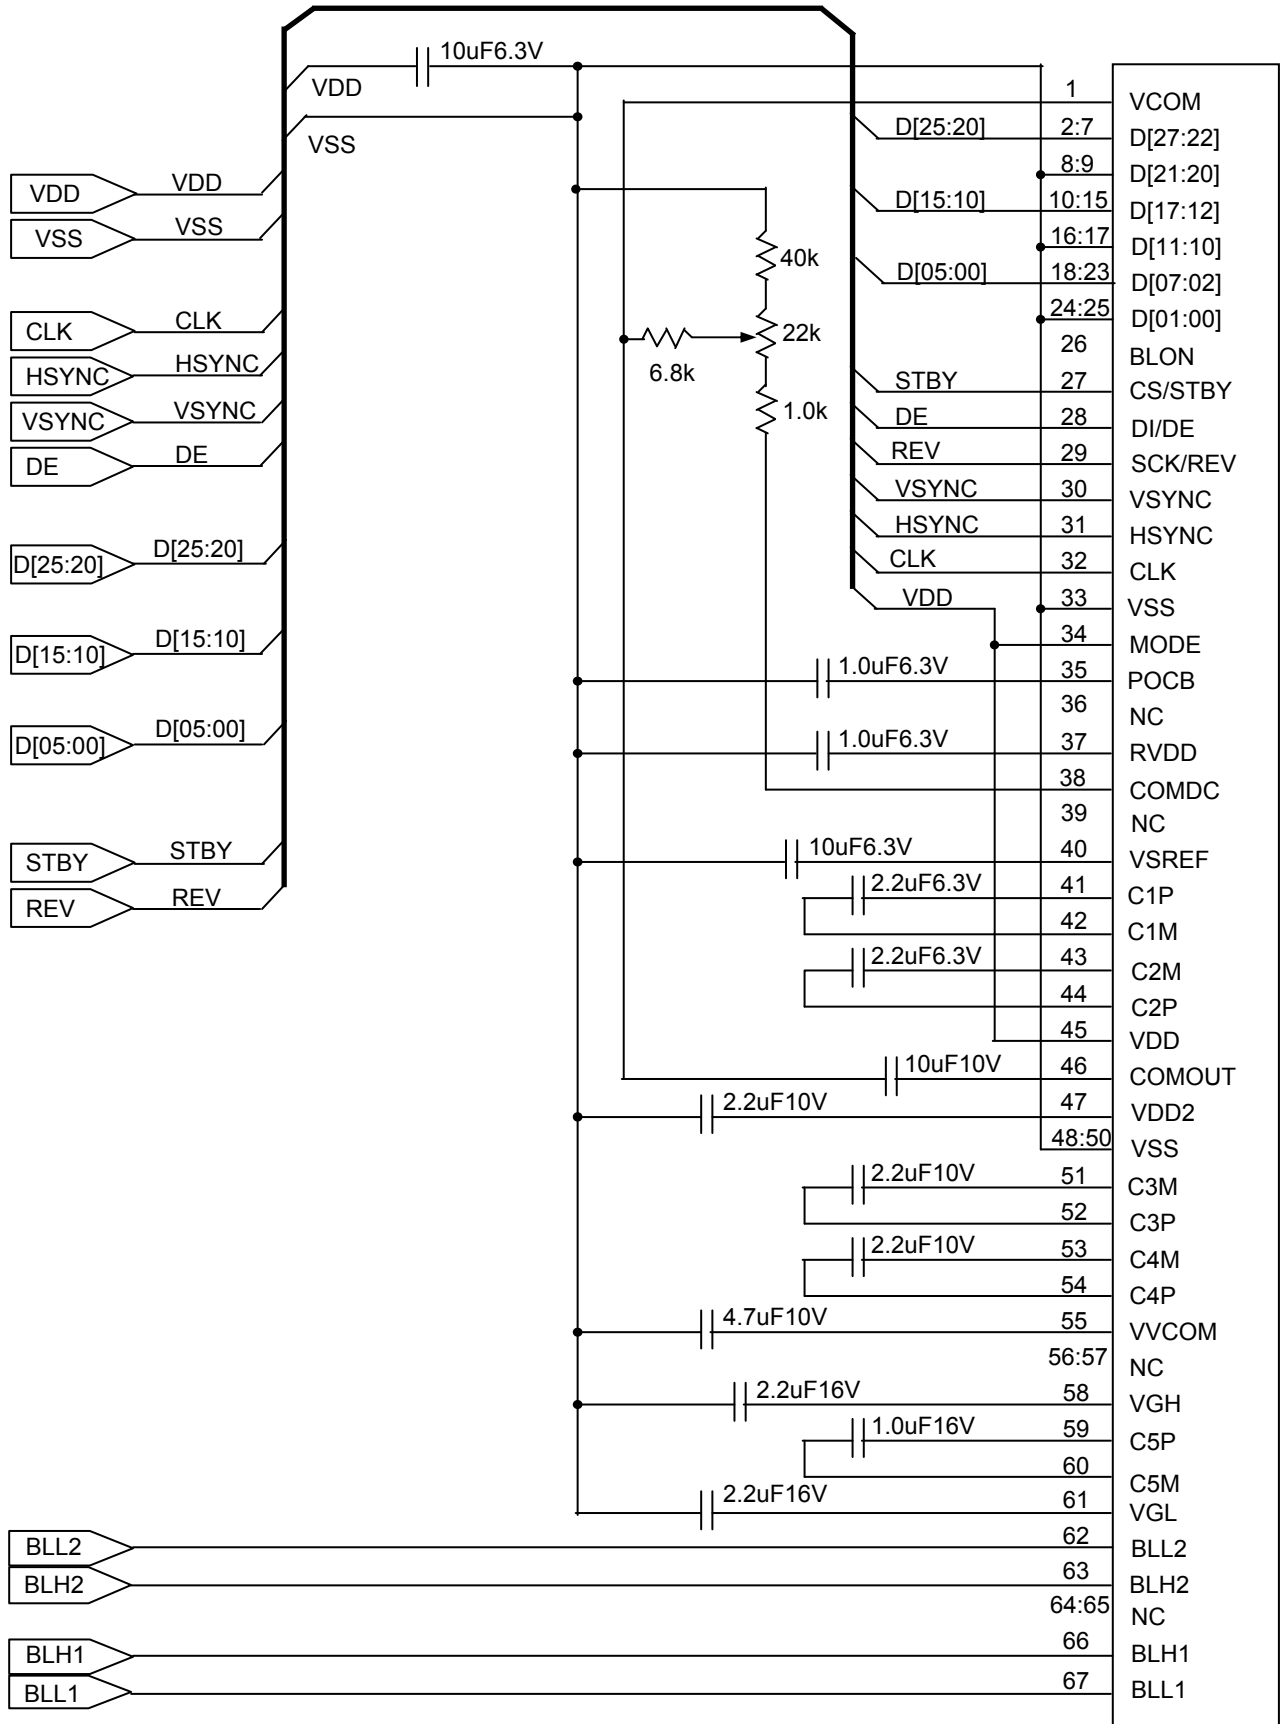 10uF6.3V
VDD
VSS
VDD VDD
VSS VSS
CLK CLK
HSYNC HSYNC
VSYNC VSYNC
DE DE
D[25:20] D[25:20]
D[15:10] D[15:10]
D[05:00] D[05:00]
STBY STBY
REV REV
40k
22k
6.8k
1.0k
1 VCOM
D[25:20] 2:7 D[27:22]
8:9 D[21:20]
D[15:10] 10:15 D[17:12]
16:17 D[11:10]
D[05:00] 18:23 D[07:02]
24:25 D[01:00]
26 BLON
STBY 27 CS/STBY
DE 28 DI/DE
REV 29 SCK/REV
VSYNC 30 VSYNC
HSYNC 31 HSYNC
CLK 32 CLK
VDD 33 VSS
34 MODE
1.0uF6.3V 35 POCB
36 NC
1.0uF6.3V 37 RVDD
38 COMDC
39 NC
10uF6.3V 40 VSREF
2.2uF6.3V 41 C1P
42 C1M
2.2uF6.3V 43 C2M
44 C2P
45 VDD
10uF10V 46 COMOUT
2.2uF10V 47 VDD2
48:50 VSS
2.2uF10V 51 C3M
52 C3P
2.2uF10V 53 C4M
54 C4P
4.7uF10V 55 VVCOM
56:57 NC
2.2uF16V 58 VGH
1.0uF16V 59 C5P
60 C5M
2.2uF16V 61 VGL
BLL2 62 BLL2
BLH2 63 BLH2
64:65 NC
BLH1 66 BLH1
BLL1 67 BLL1